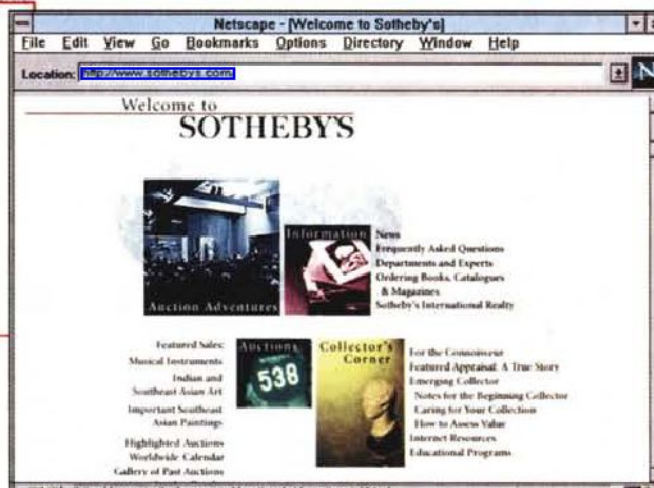 Netscape - [Welcome to Sotheby's]
File Edit View Go Bookmarks Options Directory Window Help
Location: http://www.sothebys.com/
N
Welcome to
SOTHEBY'S
Auction Adventures
Information
News
Frequently Asked Questions
Departments and Experts
Ordering Books, Catalogues
& Magazines
Sotheby's International Realty
Featured Sales:
Musical Instruments
Indian and
Southeast Asian Art
Important Southeast
Asian Paintings
Highlighted Auctions
Worldwide Calendar
Gallery of Past Auctions
Auctions
538
Collector's
Corner
For the Connoisseur
Featured Appraisal: A True Story
Emerging Collector
Notes for the Beginning Collector
Caring for Your Collection
How to Assess Value
Internet Resources
Educational Programs